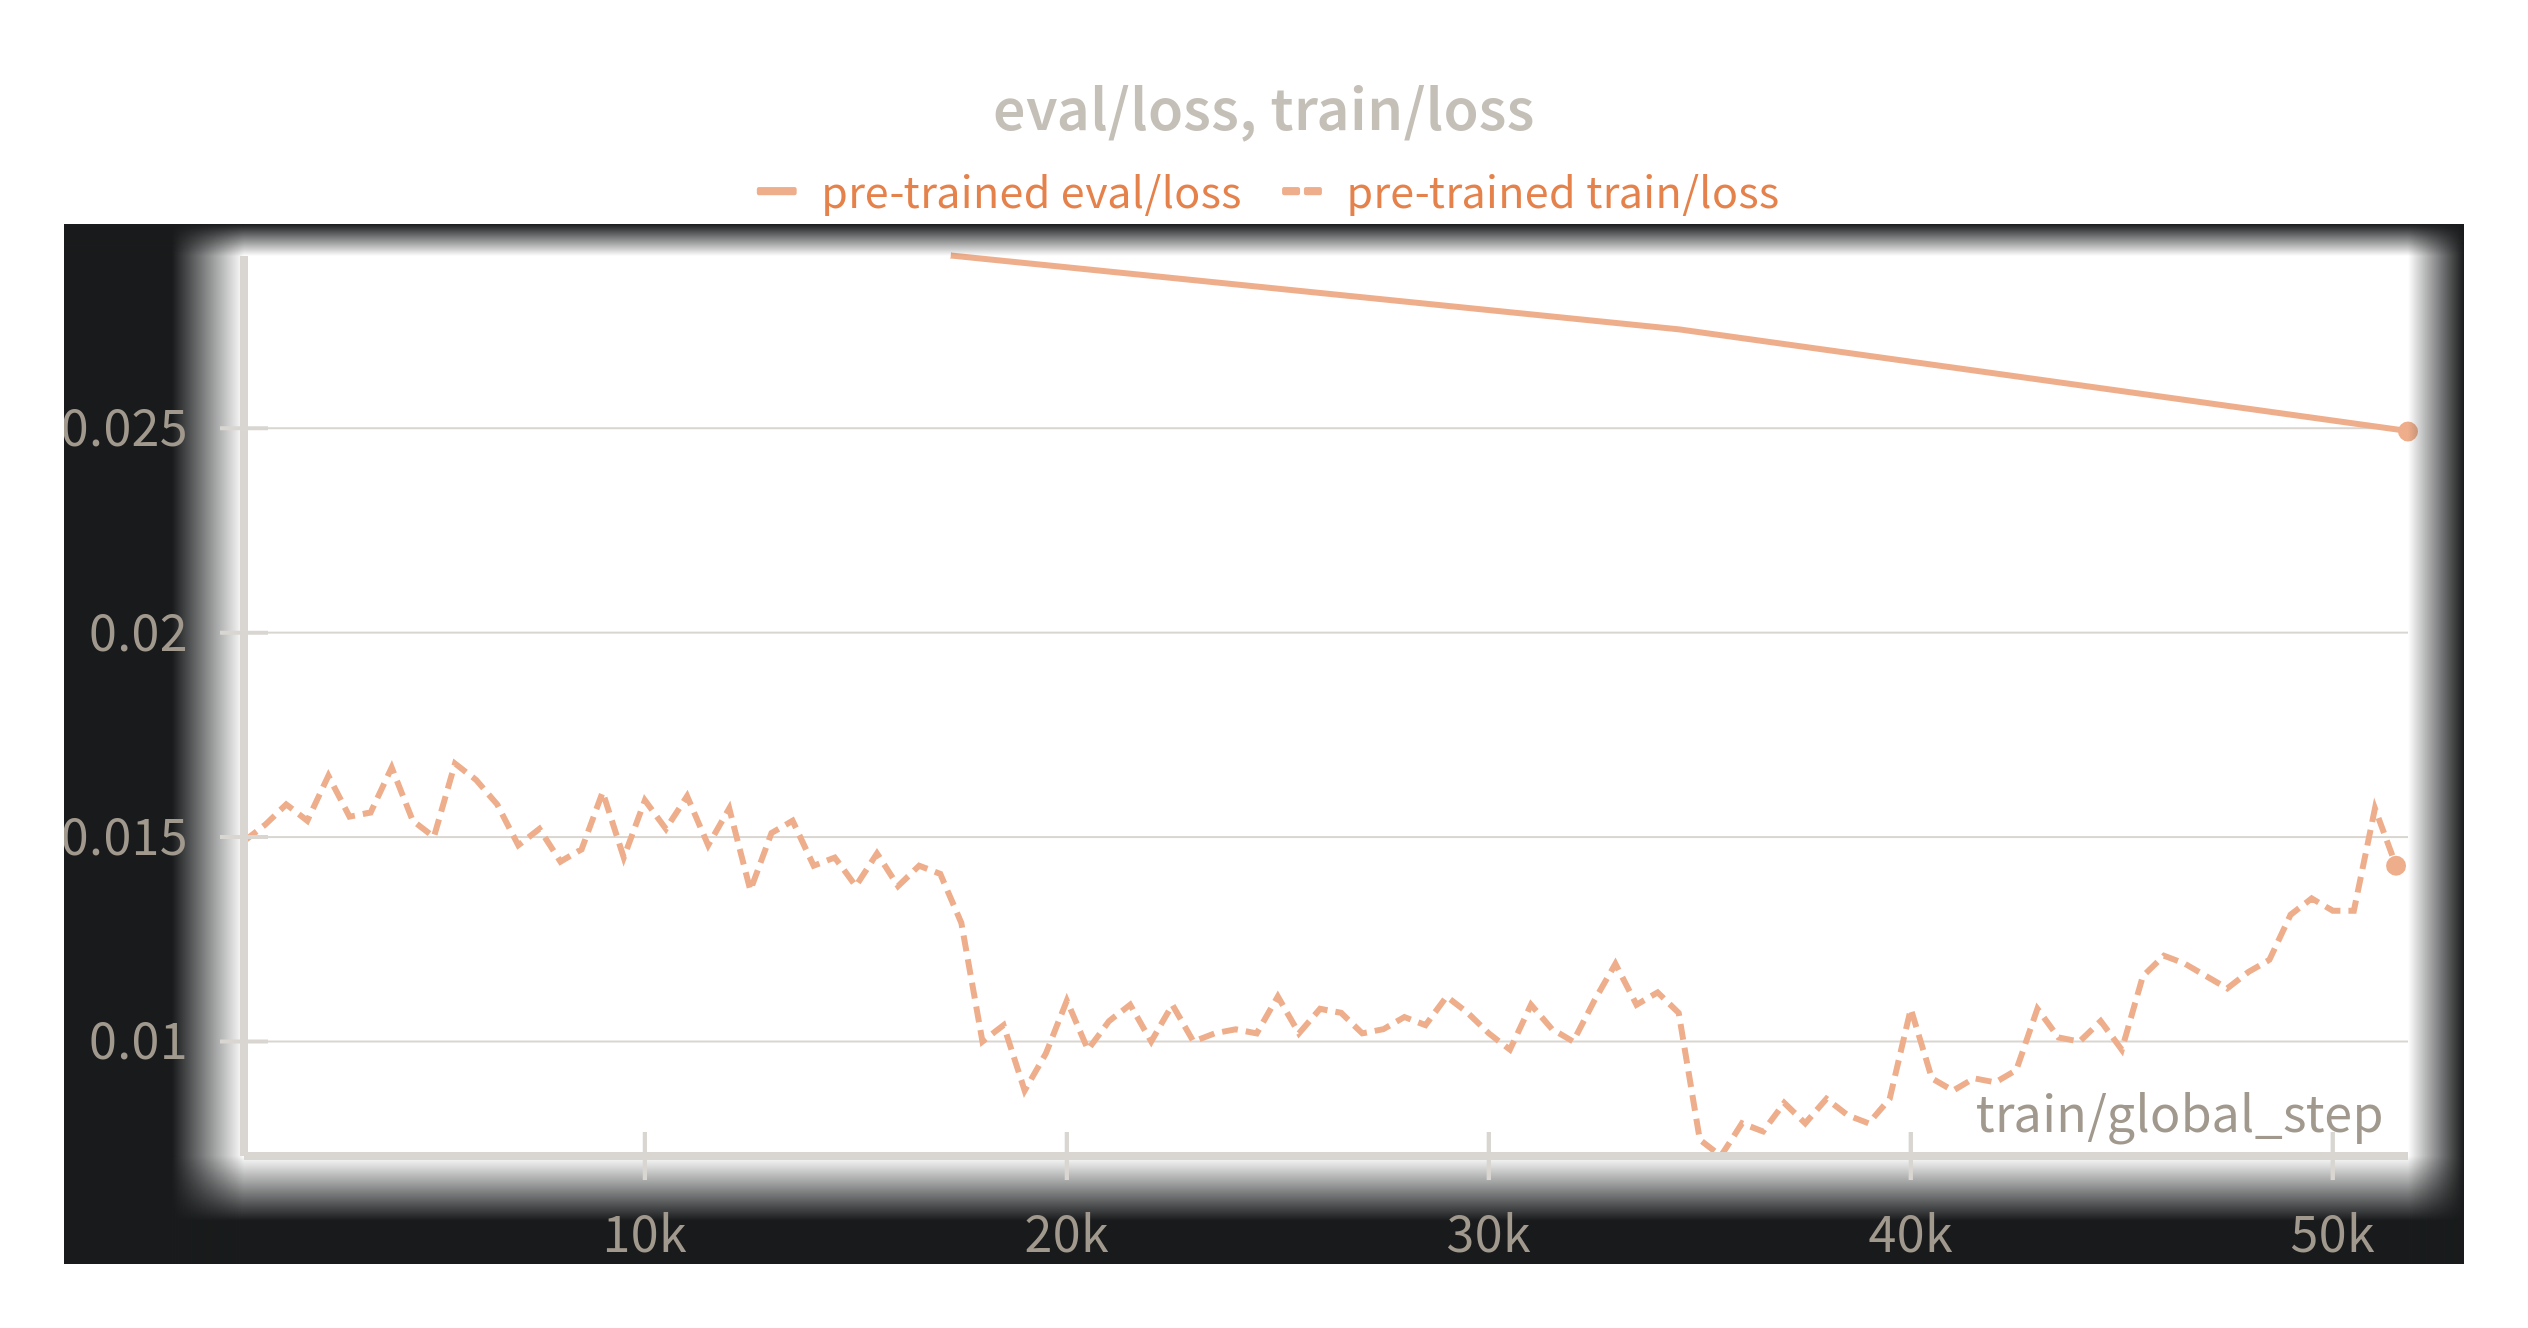 eval/loss, train/loss
pre-trained eval/loss pre-trained train/loss
0.025
0.02
0.015
0.01
train/global_step
10k 20k 30k 40k 50k